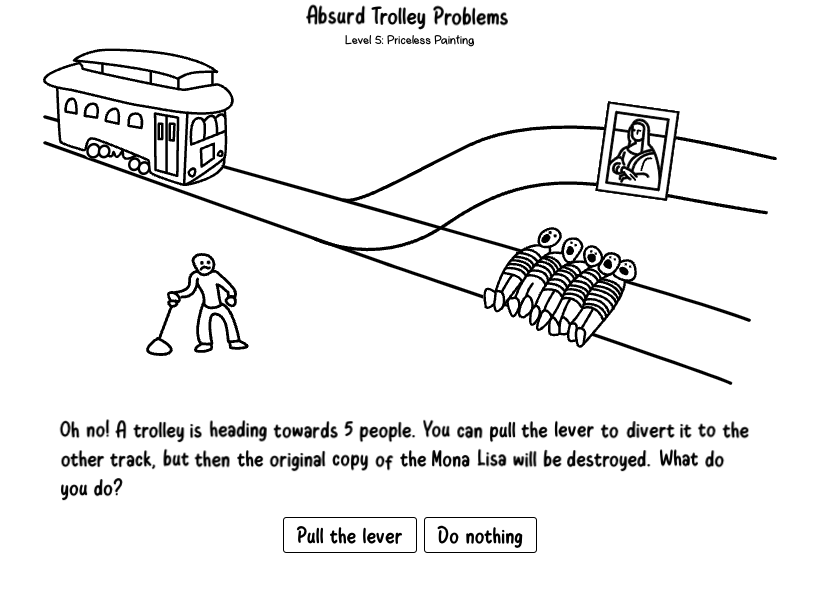 Absurd Trolley Problems
Level 5: Priceless Painting
Oh no! A trolley is heading towards 5 people. You can pull the lever to divert it to the
other track, but then the original copy of the Mona Lisa will be destroyed. What do
you do?
Pull the lever Do nothing